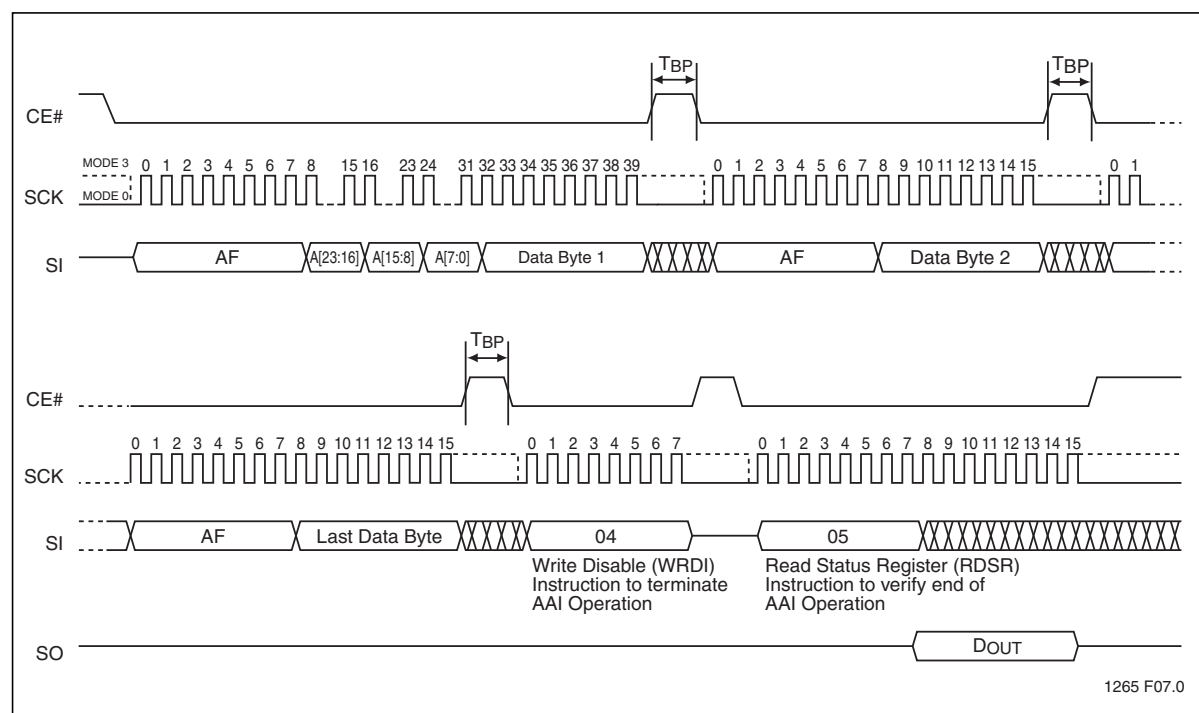 TBP TBP
CE#
MODE 3 0 1 2 3 4 5 6 7 8 15 16 23 24 31 32 33 34 35 36 37 38 39 0 1 2 3 4 5 6 7 8 9 10 11 12 13 14 15 0 1
SCK MODE 0
SI AF A[23:16] A[15:8] A[7:0] Data Byte 1 AF Data Byte 2
TBP
CE#
0 1 2 3 4 5 6 7 8 9 10 11 12 13 14 15 0 1 2 3 4 5 6 7 0 1 2 3 4 5 6 7 8 9 10 11 12 13 14 15
SCK
SI AF Last Data Byte 04 05
Write Disable (WRDI)
Instruction to terminate
AAI Operation
Read Status Register (RDSR)
Instruction to verify end of
AAI Operation
SO DOUT
1265 F07.0